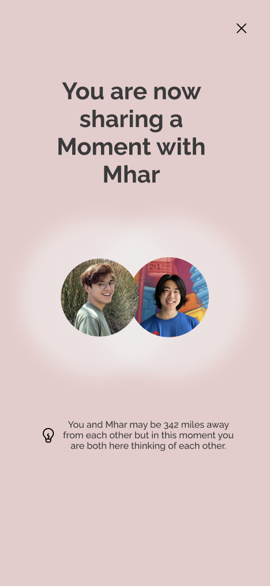 You are now
sharing a
Moment with
Mhar
You and Mhar may be 342 miles away
from each other but in this moment you
are both here thinking of each other.